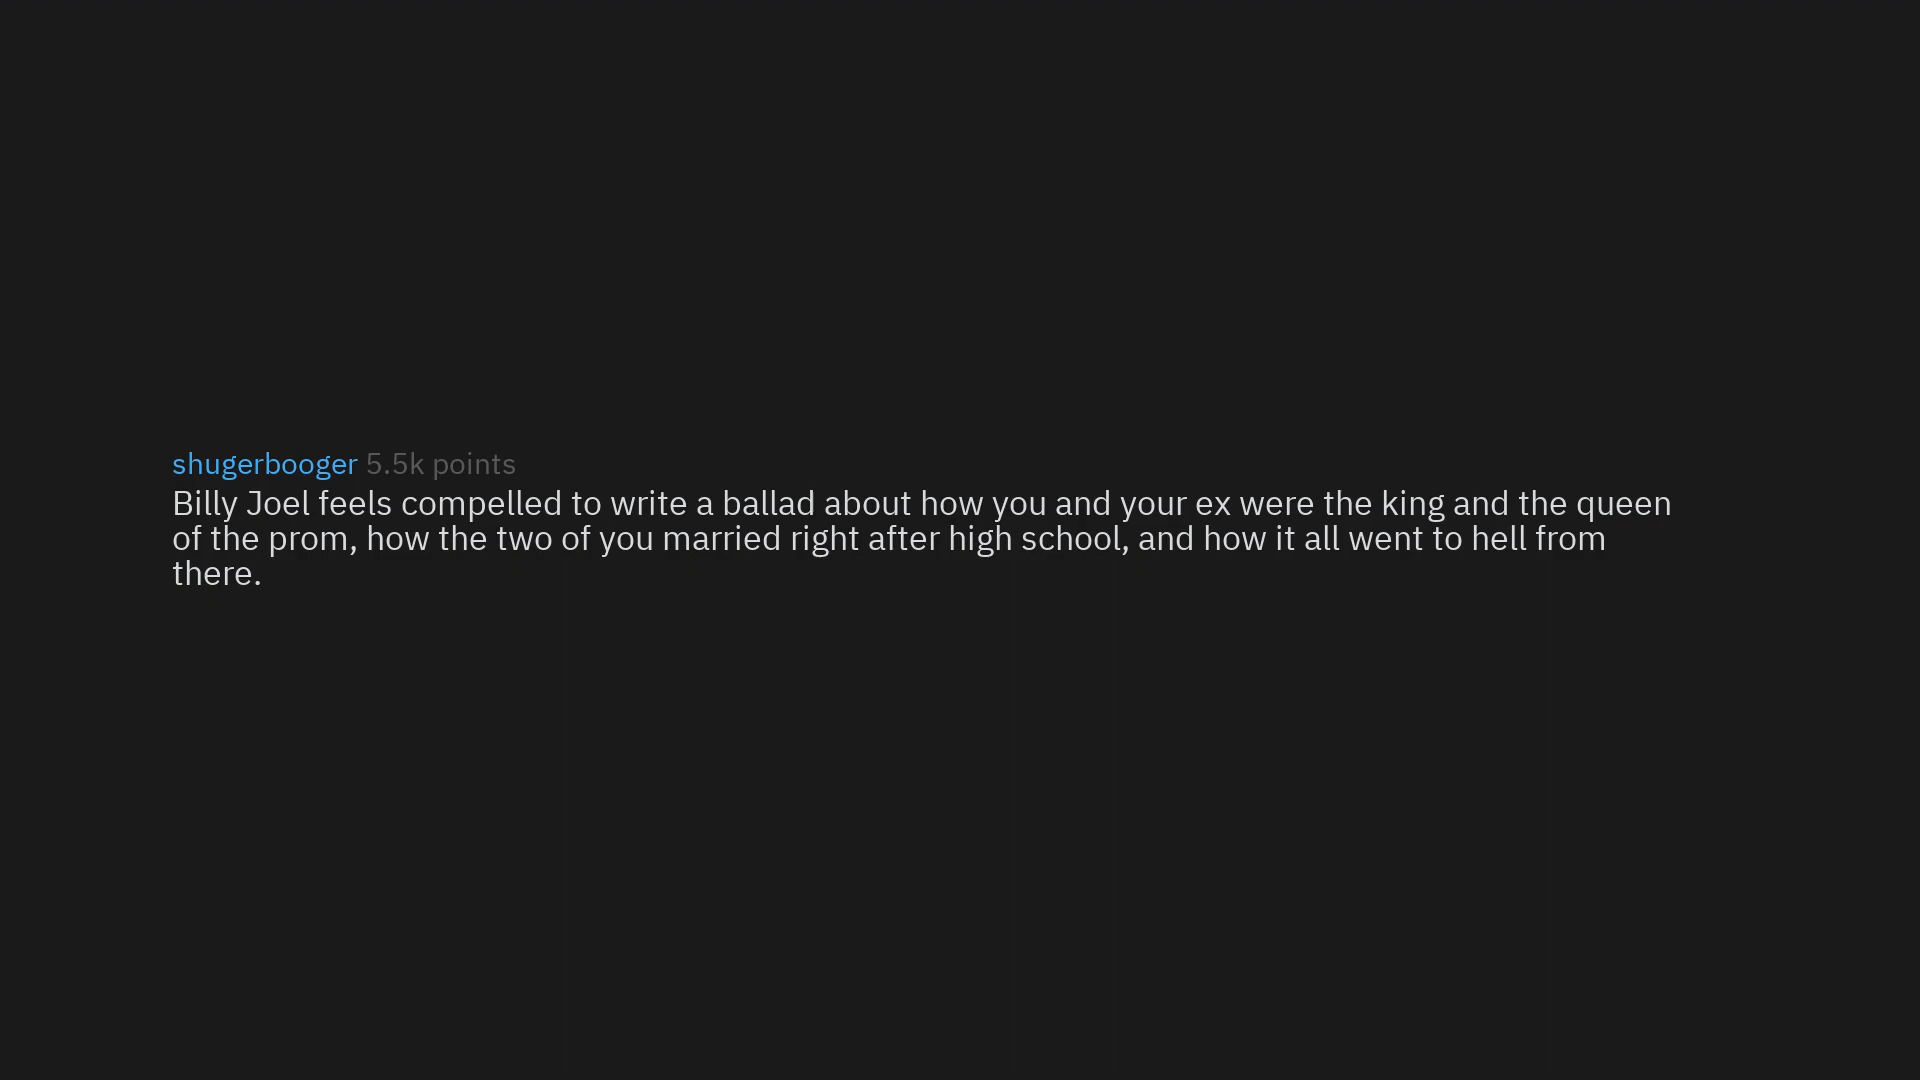 shugerbooger 5.5k points
Billy Joel feels compelled to write a ballad about how you and your ex were the king and the queen
of the prom, how the two of you married right after high school, and how it all went to hell from
there.